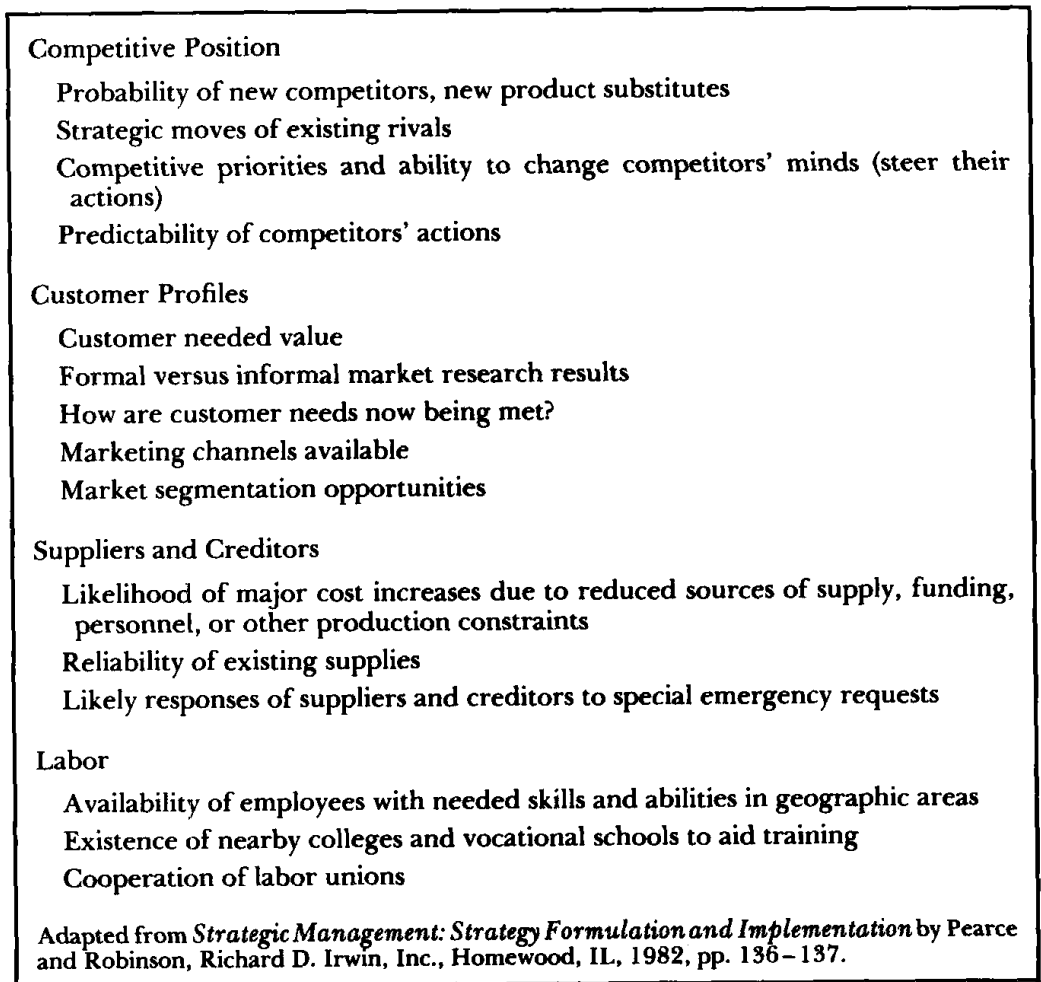 Competitive Position
Probability of new competitors, new product substitutes
Strategic moves of existing rivals
Competitive priorities and ability to change competitors' minds (steer their
actions)
Predictability of competitors' actions
Customer Profiles
Customer needed value
Formal versus informal market research results
How are customer needs now being met?
Marketing channels available
Market segmentation opportunities
Suppliers and Creditors
Likelihood of major cost increases due to reduced sources of supply, funding,
personnel, or other production constraints
Reliability of existing supplies
Likely responses of suppliers and creditors to special emergency requests
Labor
Availability of employees with needed skills and abilities in geographic areas
Existence of nearby colleges and vocational schools to aid training
Cooperation of labor unions
Adapted from Strategic Management: Strategy Formulation and Implementation by Pearce
and Robinson, Richard D. Irwin, Inc., Homewood, IL, 1982, pp. 136–137.